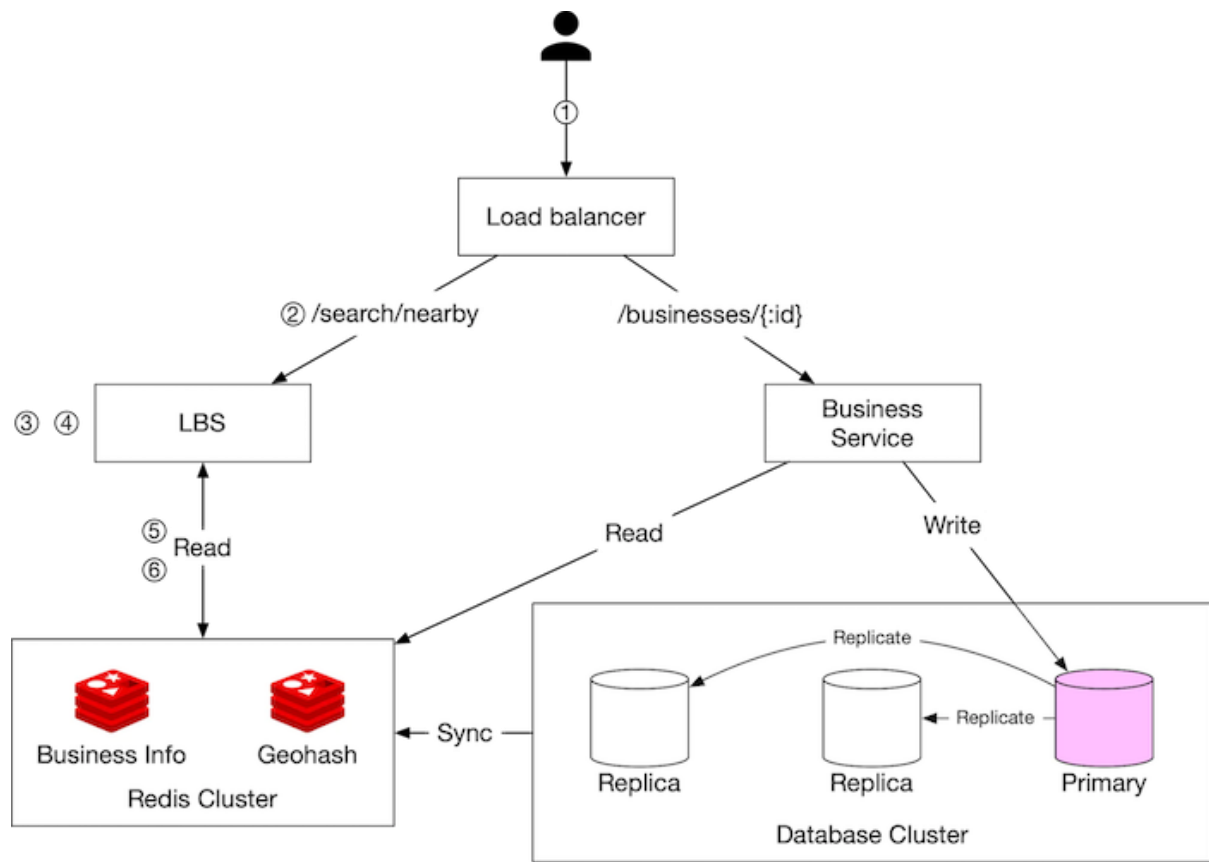 ①
Load balancer
② /search/nearby
/businesses/{:id}
③ ④
LBS
Business
Service
⑤
Read
⑥
Read
Write
Replicate
Replicate
Sync
Business Info
Geohash
Redis Cluster
Replica
Replica
Primary
Database Cluster